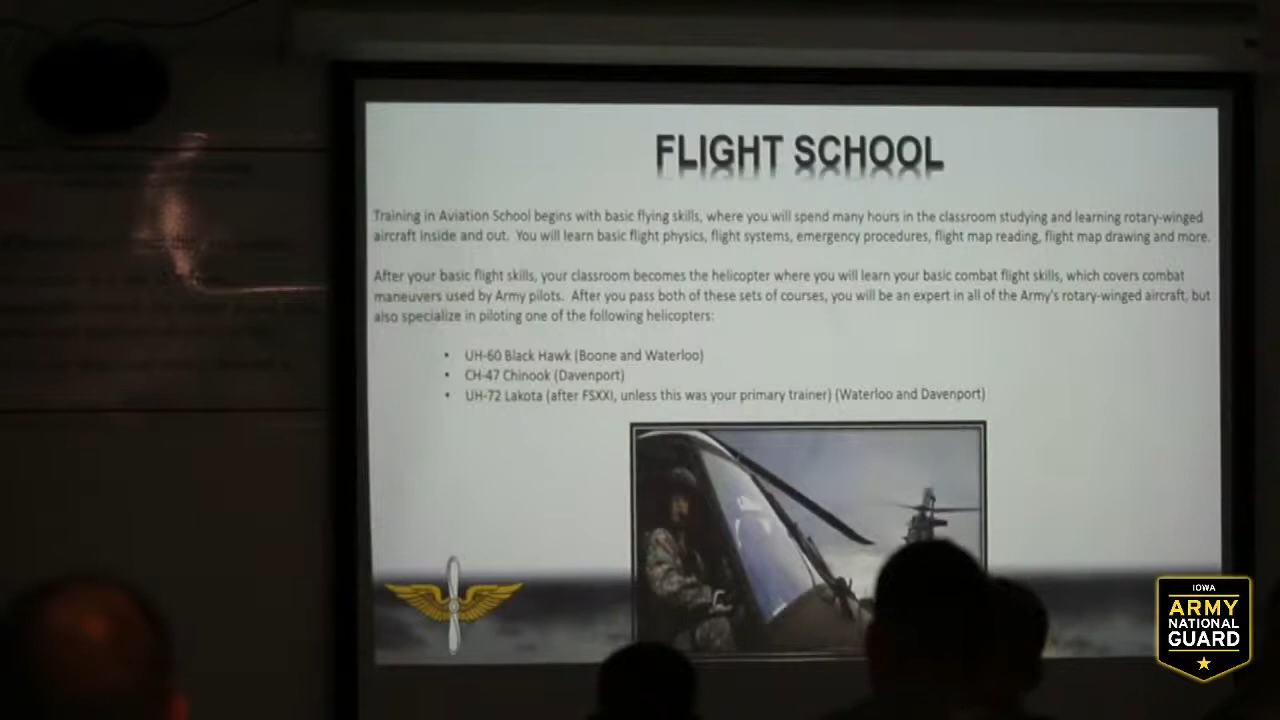 FLIGHT SCHOOL
Training in Aviation School begins with basic flying skills, where you will spend many hours in the classroom studying and learning rotary-winged
aircraft inside and out. You will learn basic flight physics, flight systems, emergency procedures, flight map reading, flight map drawing and more.
After your basic flight skills, your classroom becomes the helicopter where you will learn your basic combat flight skills, which covers combat
maneuvers used by Army pilots. After you pass both of these sets of courses, you will be an expert in all of the Army's rotary-winged aircraft, but
also specialize in piloting one of the following helicopters:
• UH-60 Black Hawk (Boone and Waterloo)
• CH-47 Chinook (Davenport)
• UH-72 Lakota (after FSXXI, unless this was your primary trainer) (Waterloo and Davenport)
IOWA
ARMY
NATIONAL
GUARD